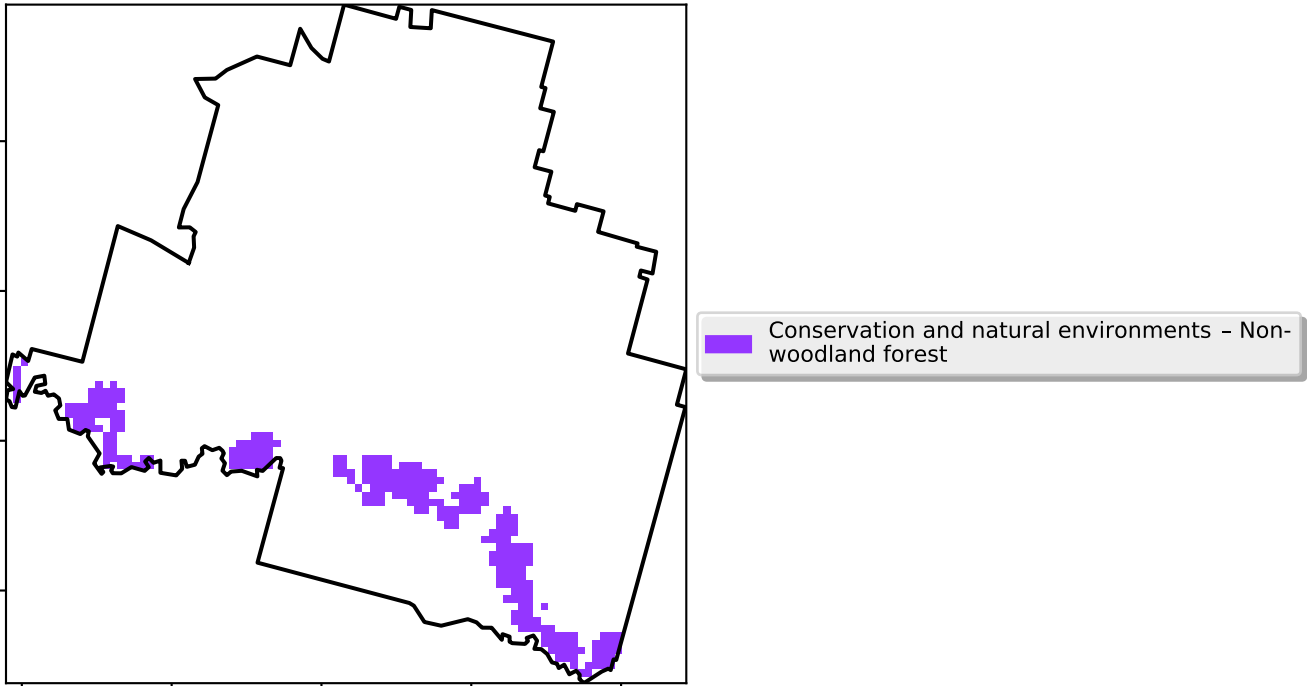 Conservation and natural environments – Non-
woodland forest